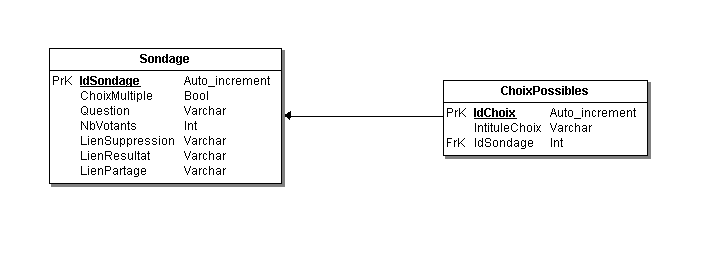 Sondage
PrK IdSondage Auto_increment
ChoixMultiple Bool
Question Varchar
NbVotants Int
LienSuppression Varchar
LienResultat Varchar
LienPartage Varchar
ChoixPossibles
PrK IdChoix Auto_increment
IntituleChoix Varchar
FrK IdSondage Int